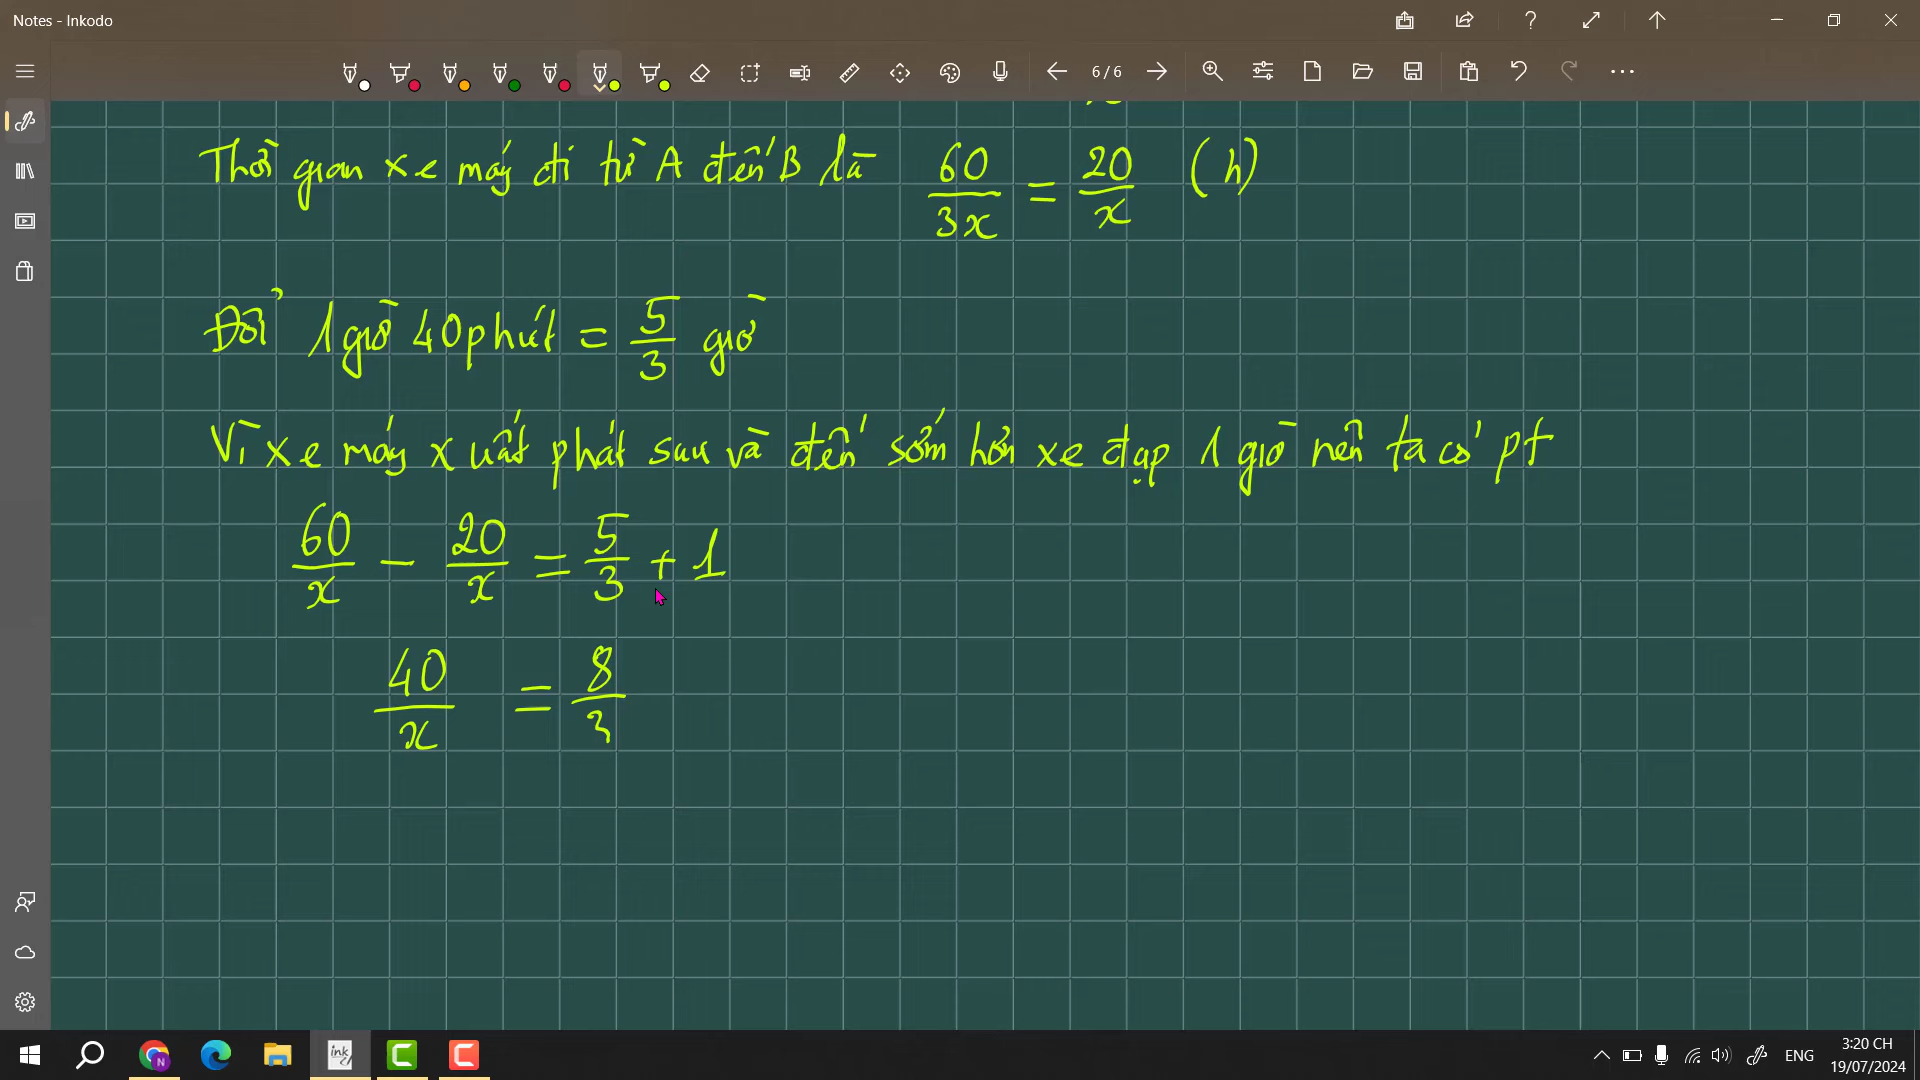 Notes - Inkodo
6 / 6
Thời gian xe máy đi từ A đến B là 60/3x = 20/x (h)
Đổi 1 giờ 40 phút = 5/3 giờ
Vì xe máy xuất phát sau và đến sớm hơn xe đạp 1 giờ nên ta có pt
60/x - 20/x = 5/3 + 1
40/x = 8/3
ink
N
ENG
3:20 CH
19/07/2024